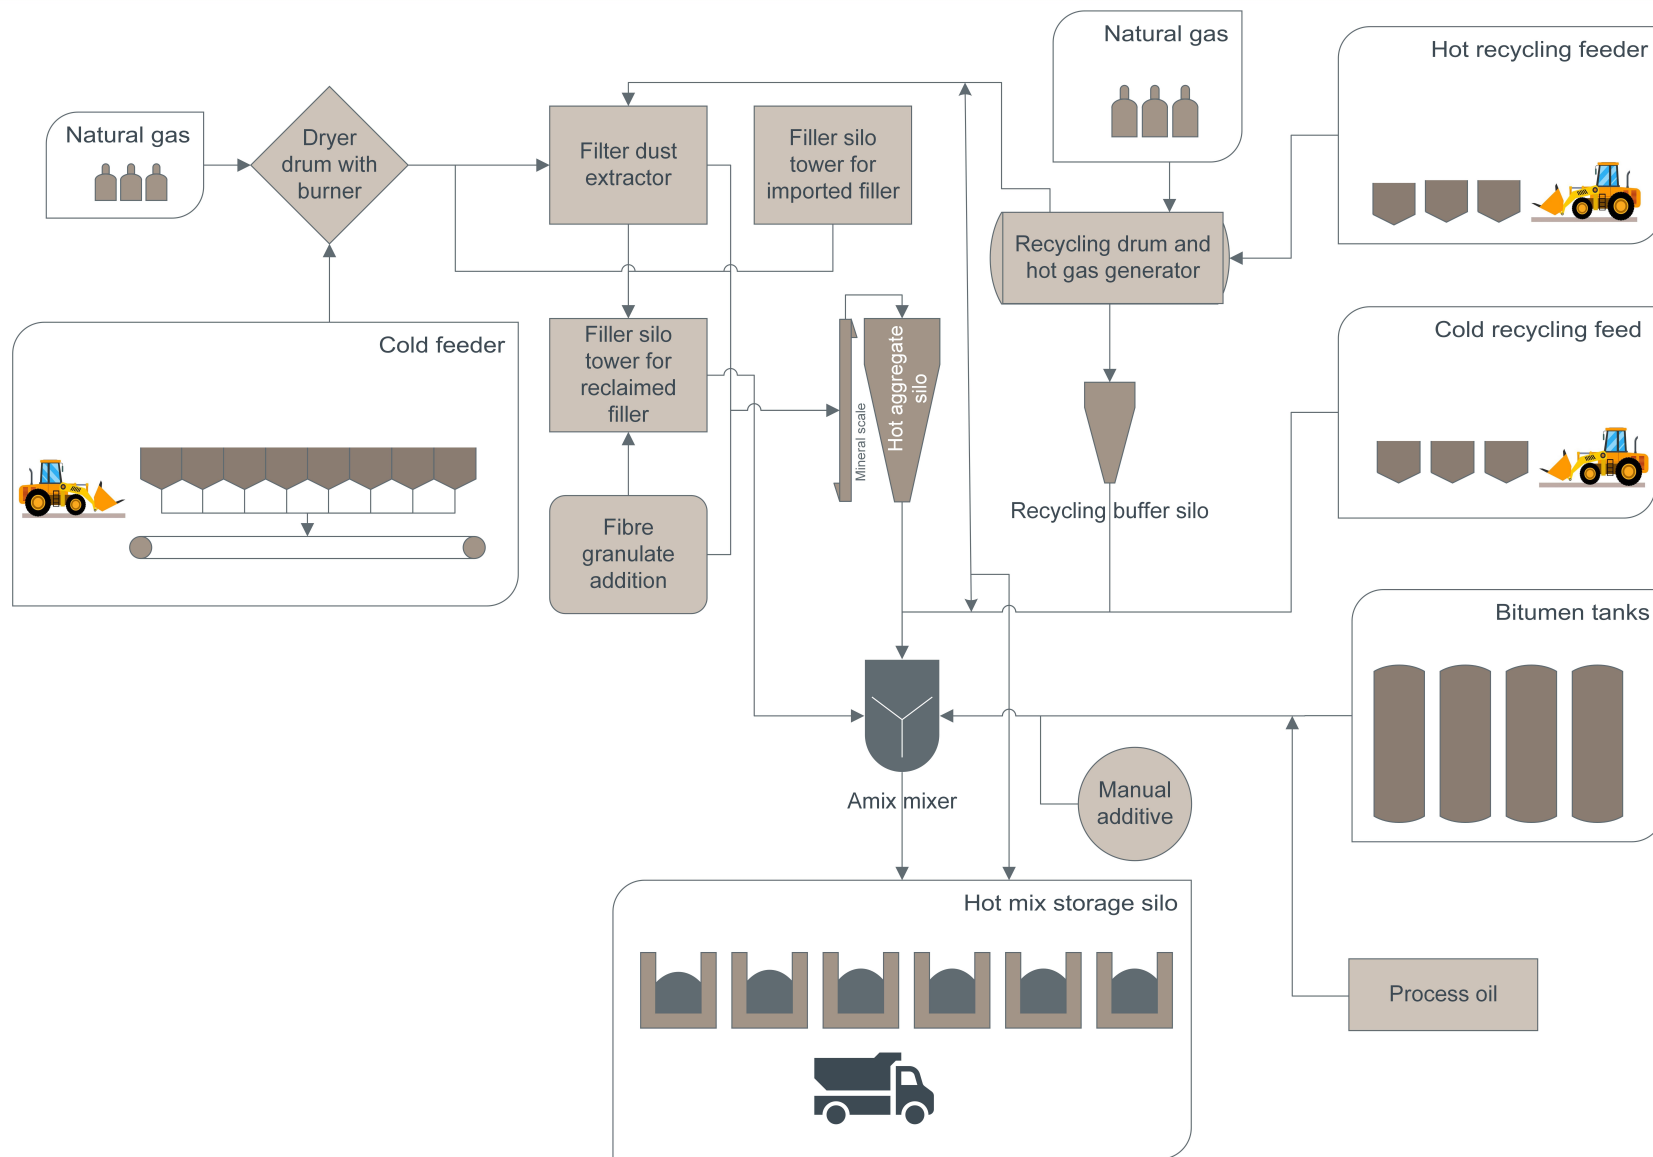 Natural gas
Hot recycling feeder
Natural gas
Dryer
drum with
burner
Filter dust
extractor
Filler silo
tower for
imported filler
Recycling drum and
hot gas generator
Cold feeder
Filler silo
tower for
reclaimed
filler
Mineral scale
Hot aggregate
silo
Cold recycling feed
Recycling buffer silo
Fibre
granulate
addition
Bitumen tanks
Amix mixer
Manual
additive
Hot mix storage silo
Process oil